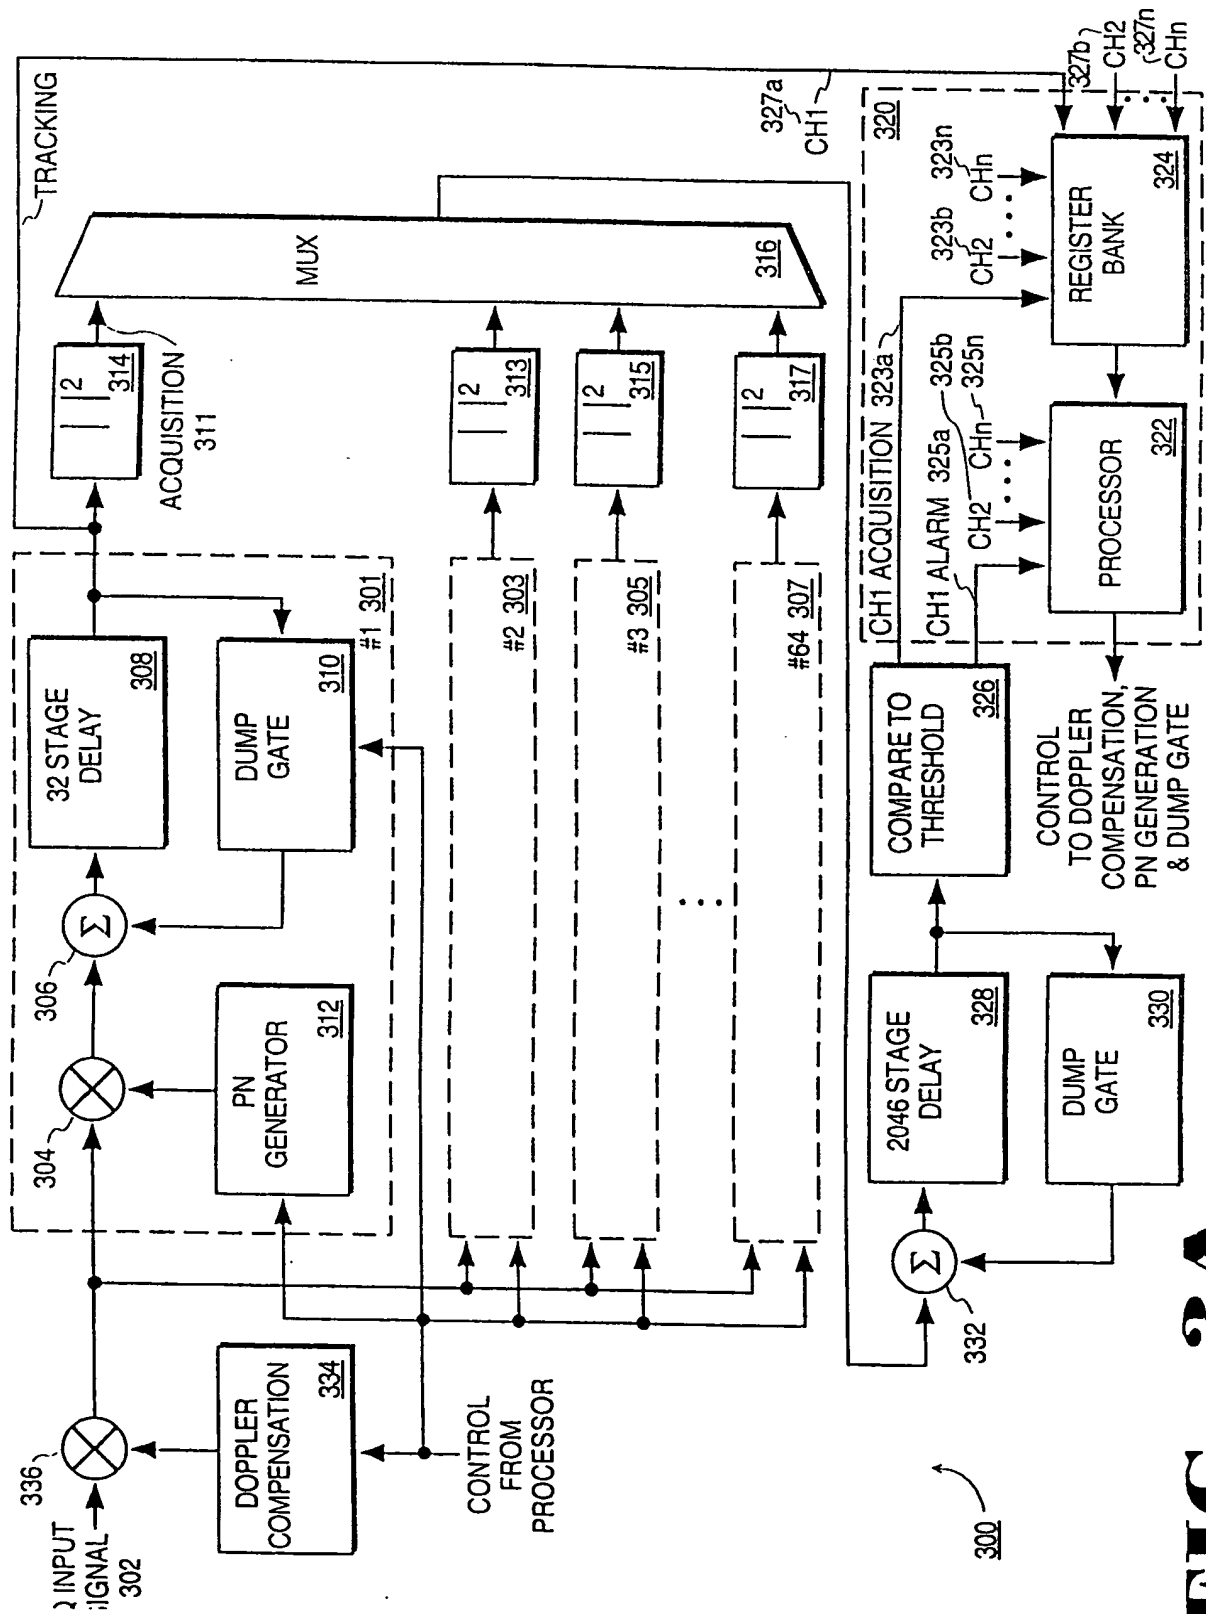 TRACKING
INPUT
302
336
DOPPLER
COMPENSATION
334
CONTROL
FROM
PROCESSOR
304
PN
GENERATOR
312
306
Σ
32 STAGE
DELAY
308
DUMP
GATE
310
#1 301
| |2
314
ACQUISITION
311
#2 303
| |2
313
#3 305
| |2
315
#64 307
| |2
317
MUX
316
327a
CH1
332
Σ
2046 STAGE
DELAY
328
DUMP
GATE
330
COMPARE TO
THRESHOLD
326
CH1 ACQUISITION 323a
CH1 ALARM 325a
325b
325n
CH2
CHn
PROCESSOR
322
CONTROL
TO DOPPLER
COMPENSATION,
PN GENERATION
& DUMP GATE
320
323b
CH2
323n
CHn
REGISTER
BANK
324
327b
CH2
327n
CHn
300